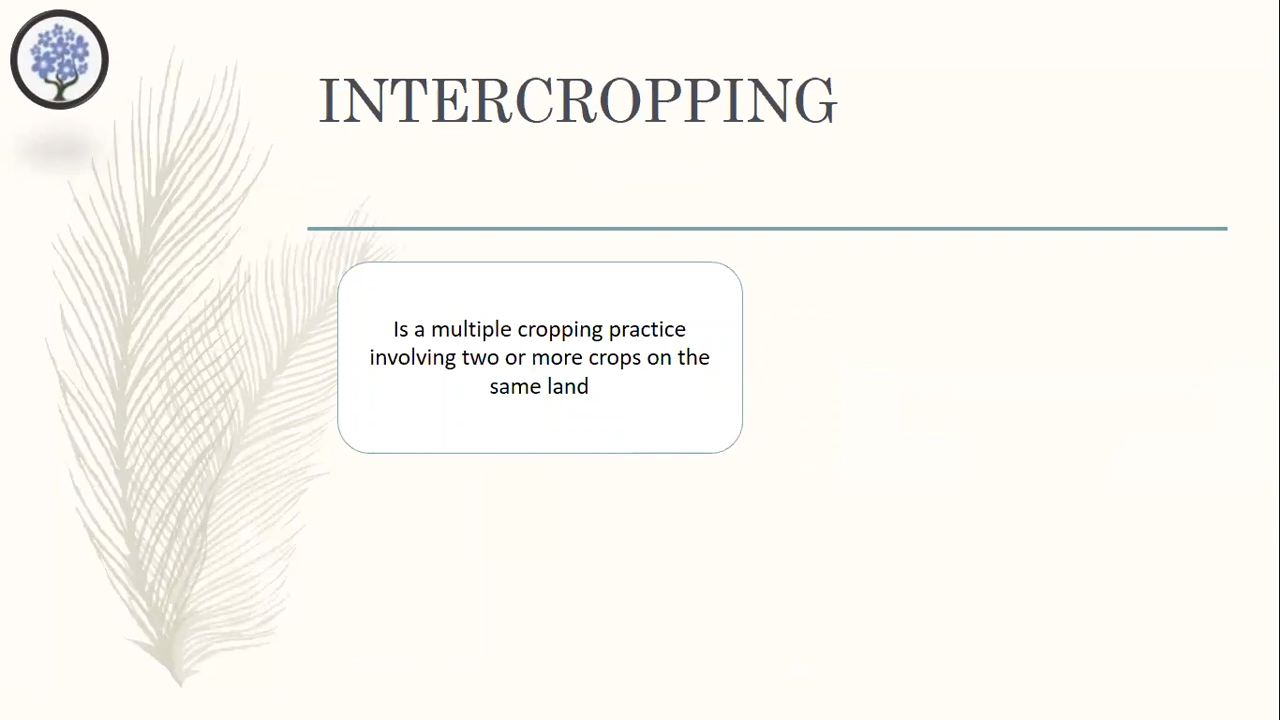 INTERCROPPING
Is a multiple cropping practice
involving two or more crops on the
same land